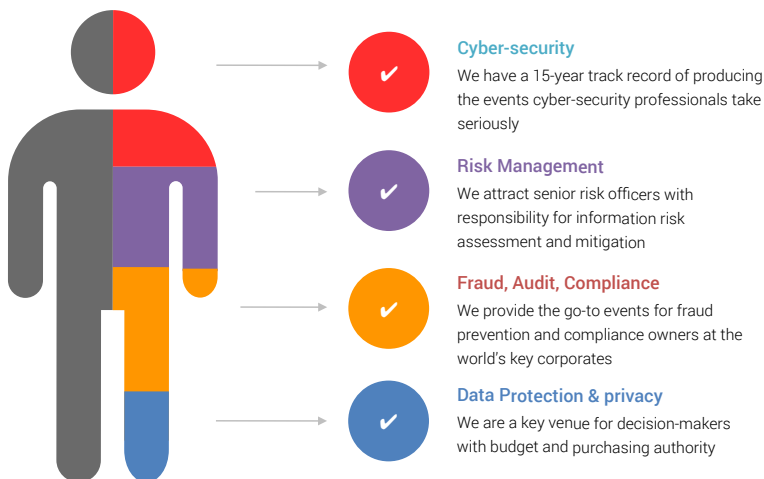 Cyber-security
We have a 15-year track record of producing
the events cyber-security professionals take
seriously
Risk Management
We attract senior risk officers with
responsibility for information risk
assessment and mitigation
Fraud, Audit, Compliance
We provide the go-to events for fraud
prevention and compliance owners at the
world's key corporates
Data Protection & privacy
We are a key venue for decision-makers
with budget and purchasing authority